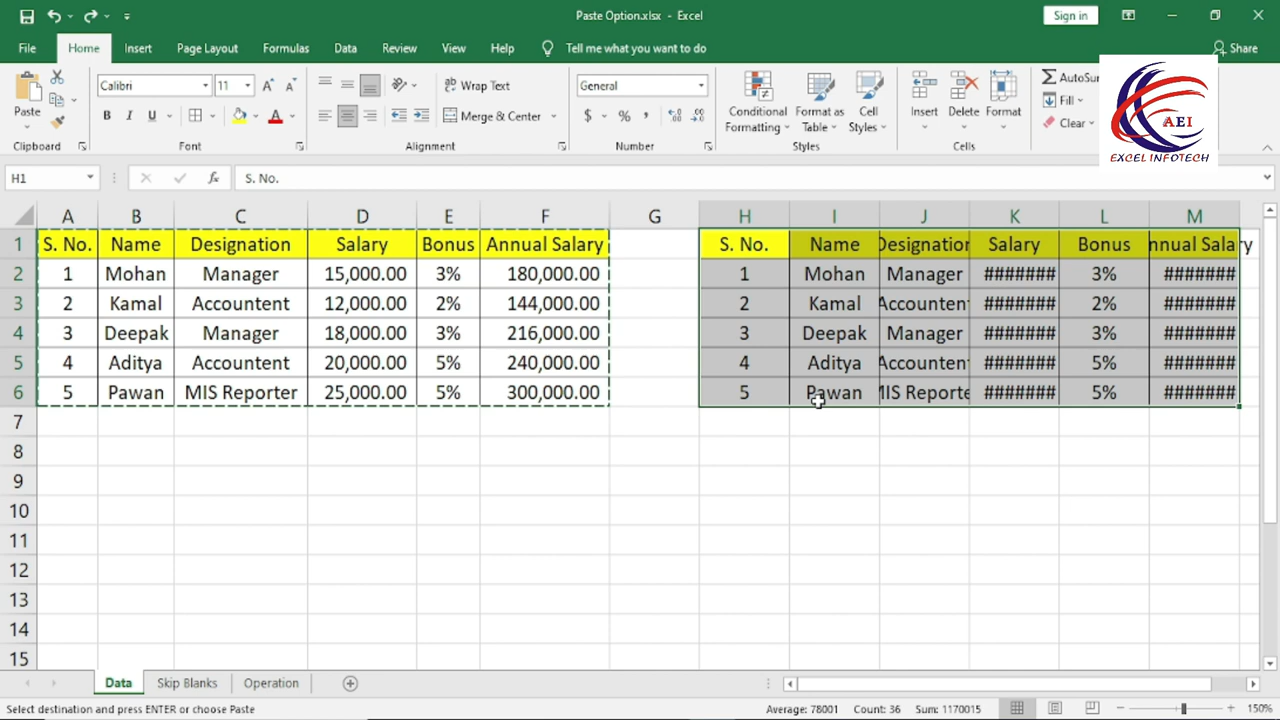 Paste Option.xlsx - Excel
Sign in
File Home Insert Page Layout Formulas Data Review View Help Tell me what you want to do Share
Paste
Clipboard
Calibri 11
B I U
Font
Wrap Text
Merge & Center
Alignment
General
$ % ,
Number
Conditional Formatting
Format as Table
Cell Styles
Styles
Insert Delete Format
Cells
AutoSu
Fill
Clear
AEI
EXCEL INFOTECH
H1 fx S. No.
A B C D E F G H I J K L M
1 S. No. Name Designation Salary Bonus Annual Salary S. No. Name Designation Salary Bonus nnual Salary
2 1 Mohan Manager 15,000.00 3% 180,000.00 1 Mohan Manager ####### 3% #######
3 2 Kamal Accountent 12,000.00 2% 144,000.00 2 Kamal Accountent ####### 2% #######
4 3 Deepak Manager 18,000.00 3% 216,000.00 3 Deepak Manager ####### 3% #######
5 4 Aditya Accountent 20,000.00 5% 240,000.00 4 Aditya Accountent ####### 5% #######
6 5 Pawan MIS Reporter 25,000.00 5% 300,000.00 5 Pawan MIS Reporte ####### 5% #######
7
8
9
10
11
12
13
14
15
Data Skip Blanks Operation
Select destination and press ENTER or choose Paste Average: 78001 Count: 36 Sum: 1170015 150%